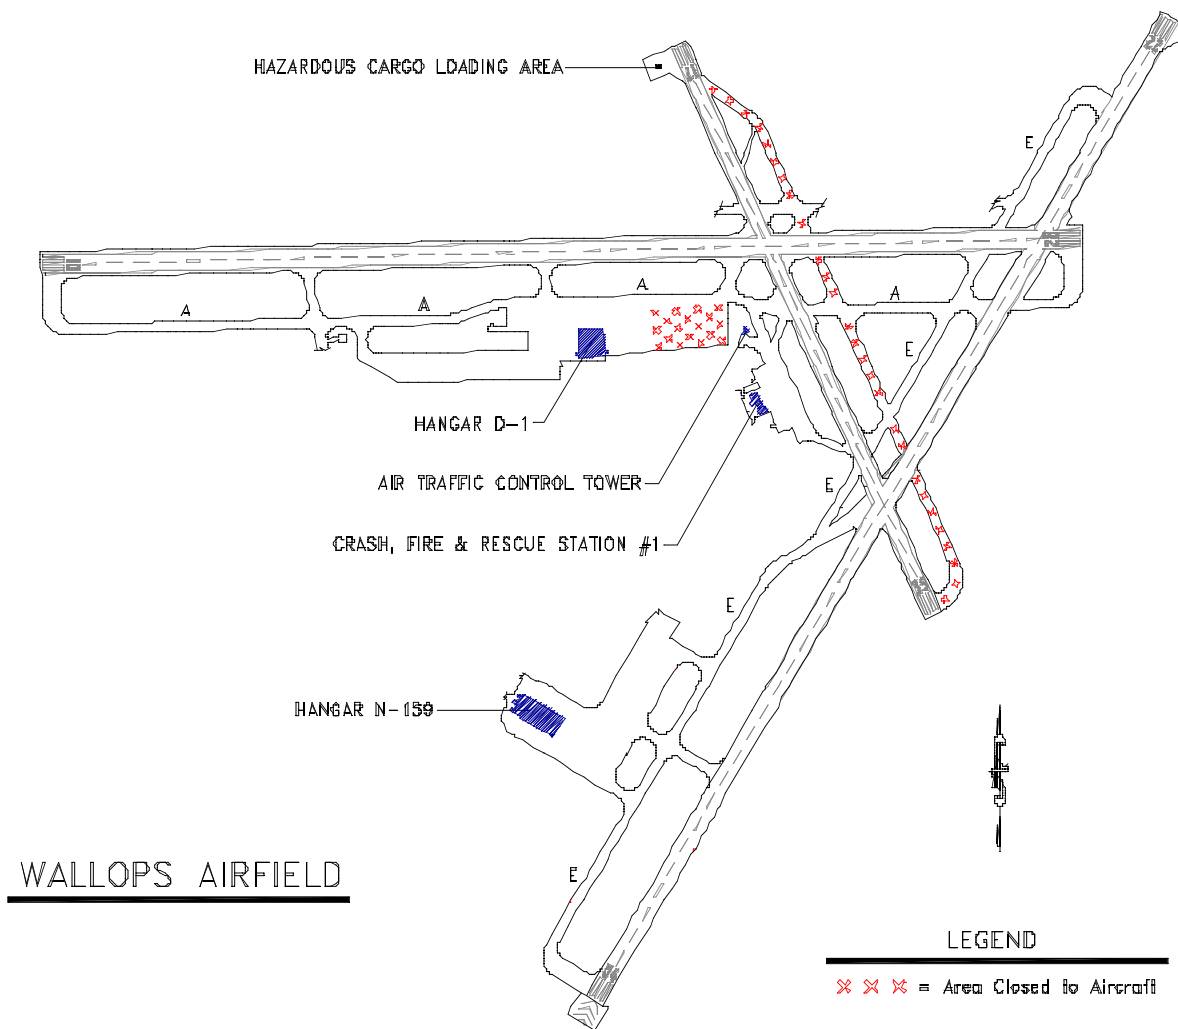 HAZARDOUS CARGO LOADING AREA
E
A
A
A
A
E
HANGAR D-1
AIR TRAFFIC CONTROL TOWER
E
CRASH, FIRE & RESCUE STATION #1
E
HANGAR N-159
WALLOPS AIRFIELD
E
LEGEND
= Area Closed to Aircraft